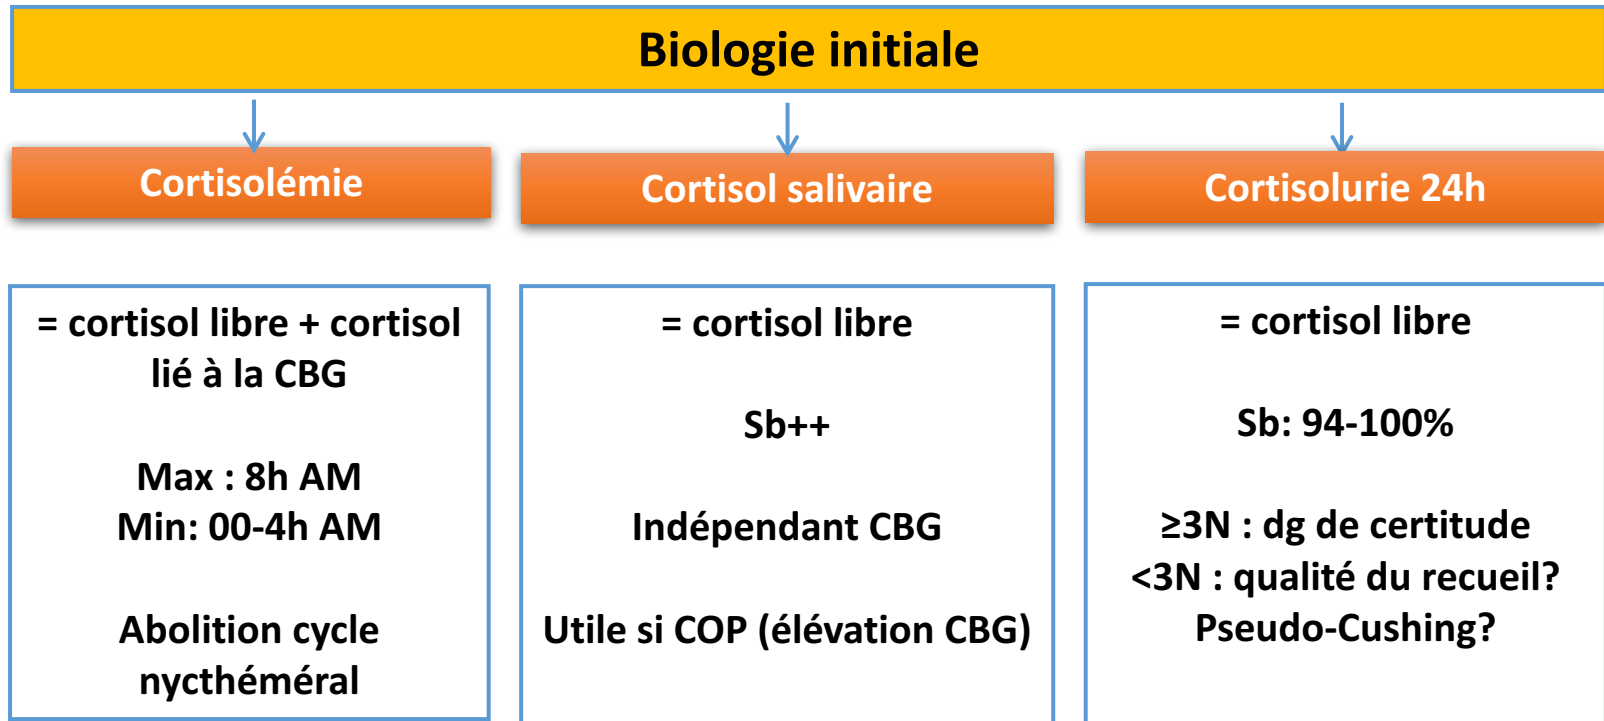 Biologie initiale
Cortisolémie
= cortisol libre + cortisol
lié à la CBG
Max : 8h AM
Min: 00-4h AM
Abolition cycle
nycthéméral
Cortisol salivaire
= cortisol libre
Sb++
Indépendant CBG
Utile si COP (élévation CBG)
Cortisolurie 24h
= cortisol libre
Sb: 94-100%
≥3N : dg de certitude
<3N : qualité du recueil?
Pseudo-Cushing?